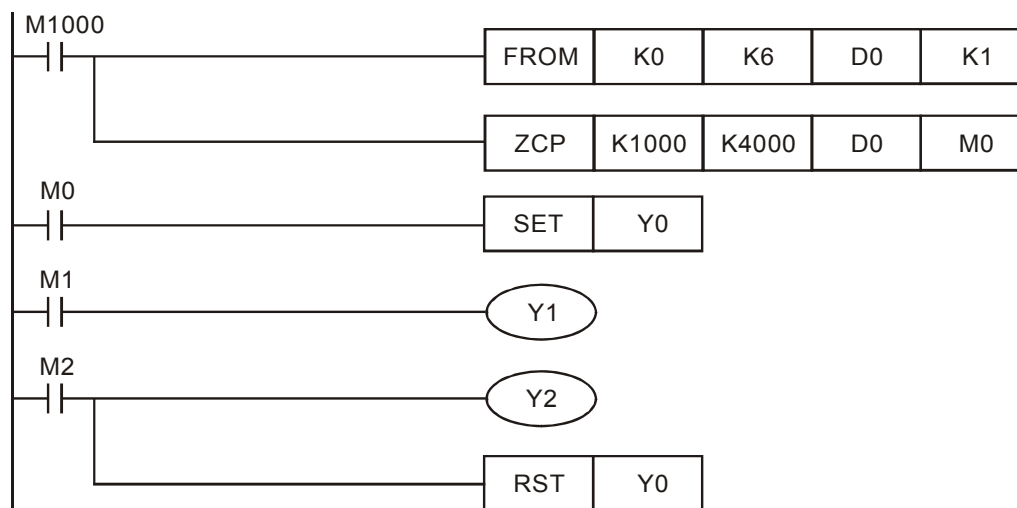 M1000
FROM K0 K6 D0 K1
ZCP K1000 K4000 D0 M0
M0
SET Y0
M1
Y1
M2
Y2
RST Y0